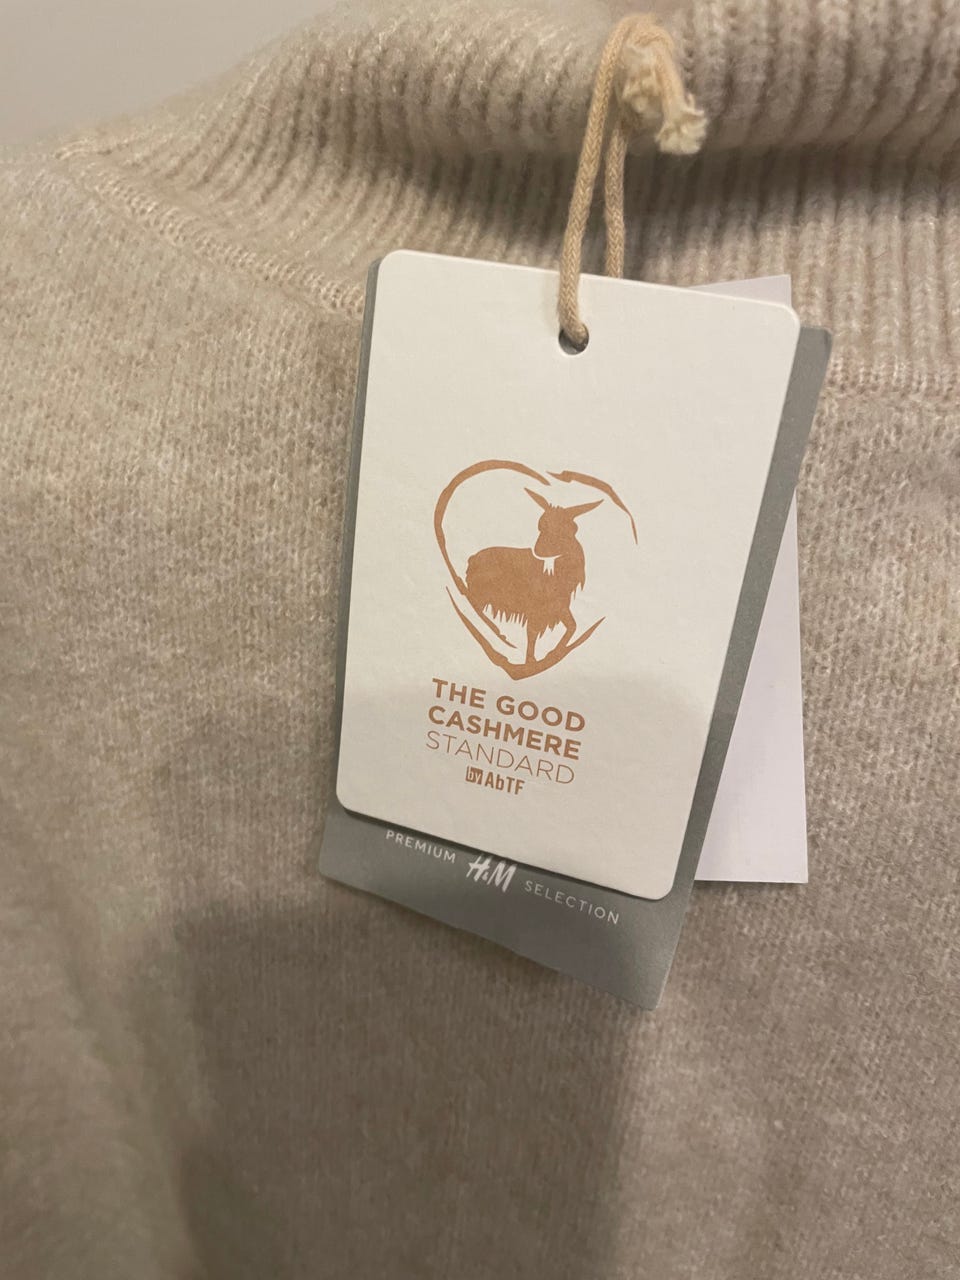 THE GOOD
CASHMERE
STANDARD
by AbTF
PREMIUM H&M SELECTION